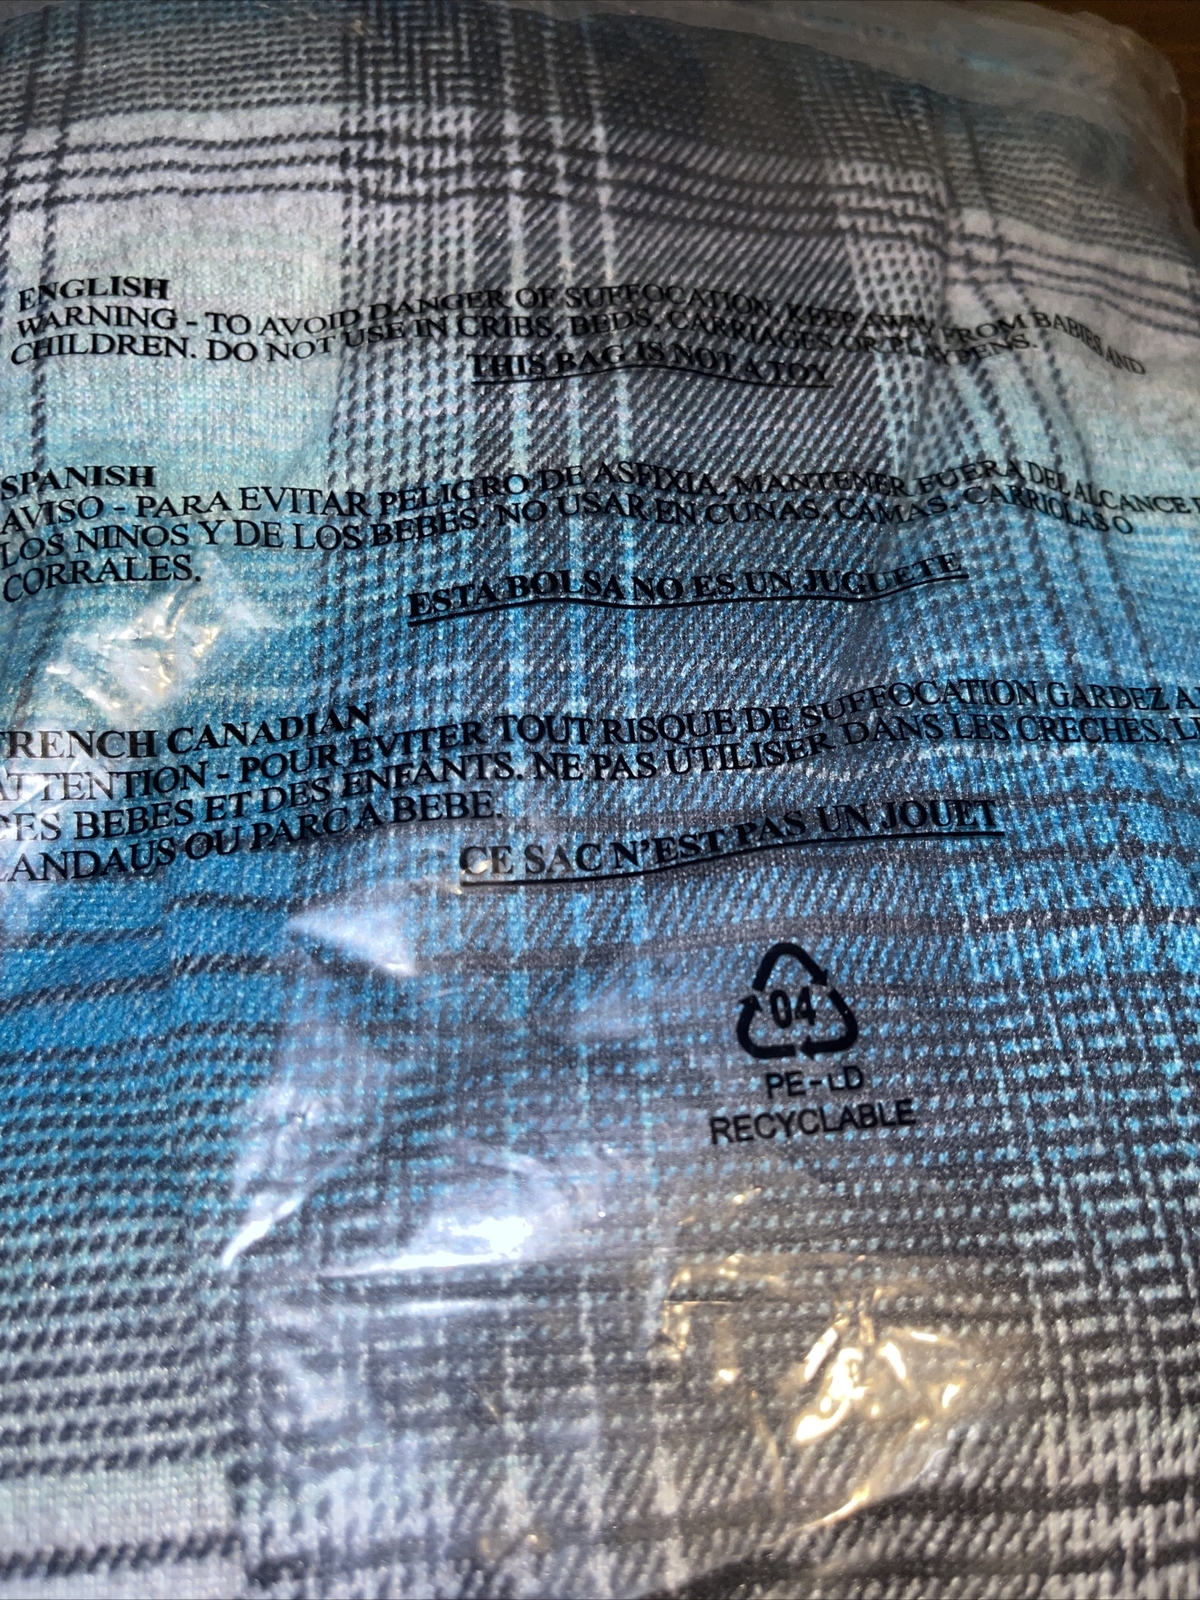 ENGLISH
WARNING - TO AVOID DANGER OF SUFFOCATION, KEEP AWAY FROM BABIES AND
CHILDREN. DO NOT USE IN CRIBS, BEDS, CARRIAGES OR PLAYPENS.
THIS BAG IS NOT A TOY
SPANISH
AVISO - PARA EVITAR PELIGRO DE ASFIXIA, MANTENER FUERA DEL ALCANCE
LOS NINOS Y DE LOS BEBES. NO USAR EN CUNAS, CAMAS, CARRIOLAS O
CORRALES.
ESTA BOLSA NO ES UN JUGUETE
FRENCH CANADIAN
ATTENTION - POUR EVITER TOUT RISQUE DE SUFFOCATION GARDEZ
DES BEBES ET DES ENFANTS. NE PAS UTILISER DANS LES CRECHES,
LANDAUS OU PARC A BEBE.
CE SAC N'EST PAS UN JOUET
04
PE-LD
RECYCLABLE